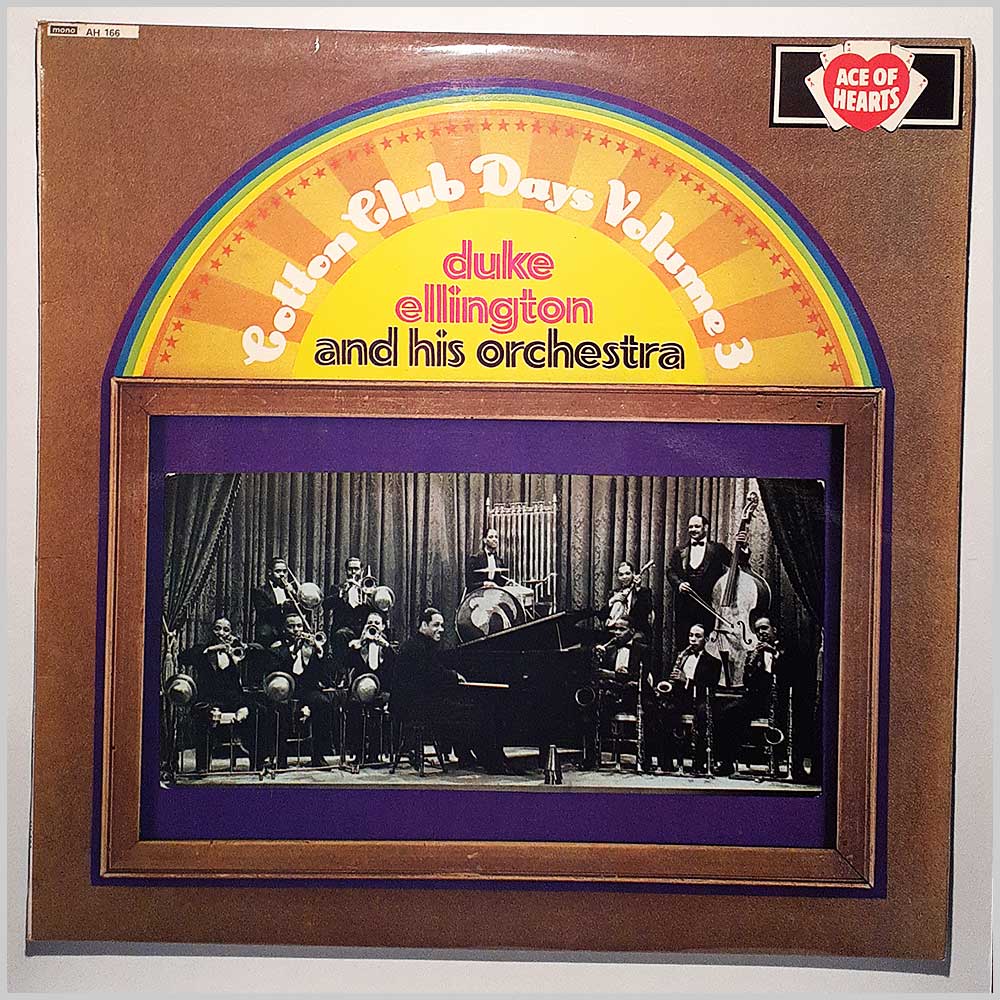 mono AH 166
ACE OF
HEARTS
Cotton Club Days Volume 3
duke
ellington
and his orchestra